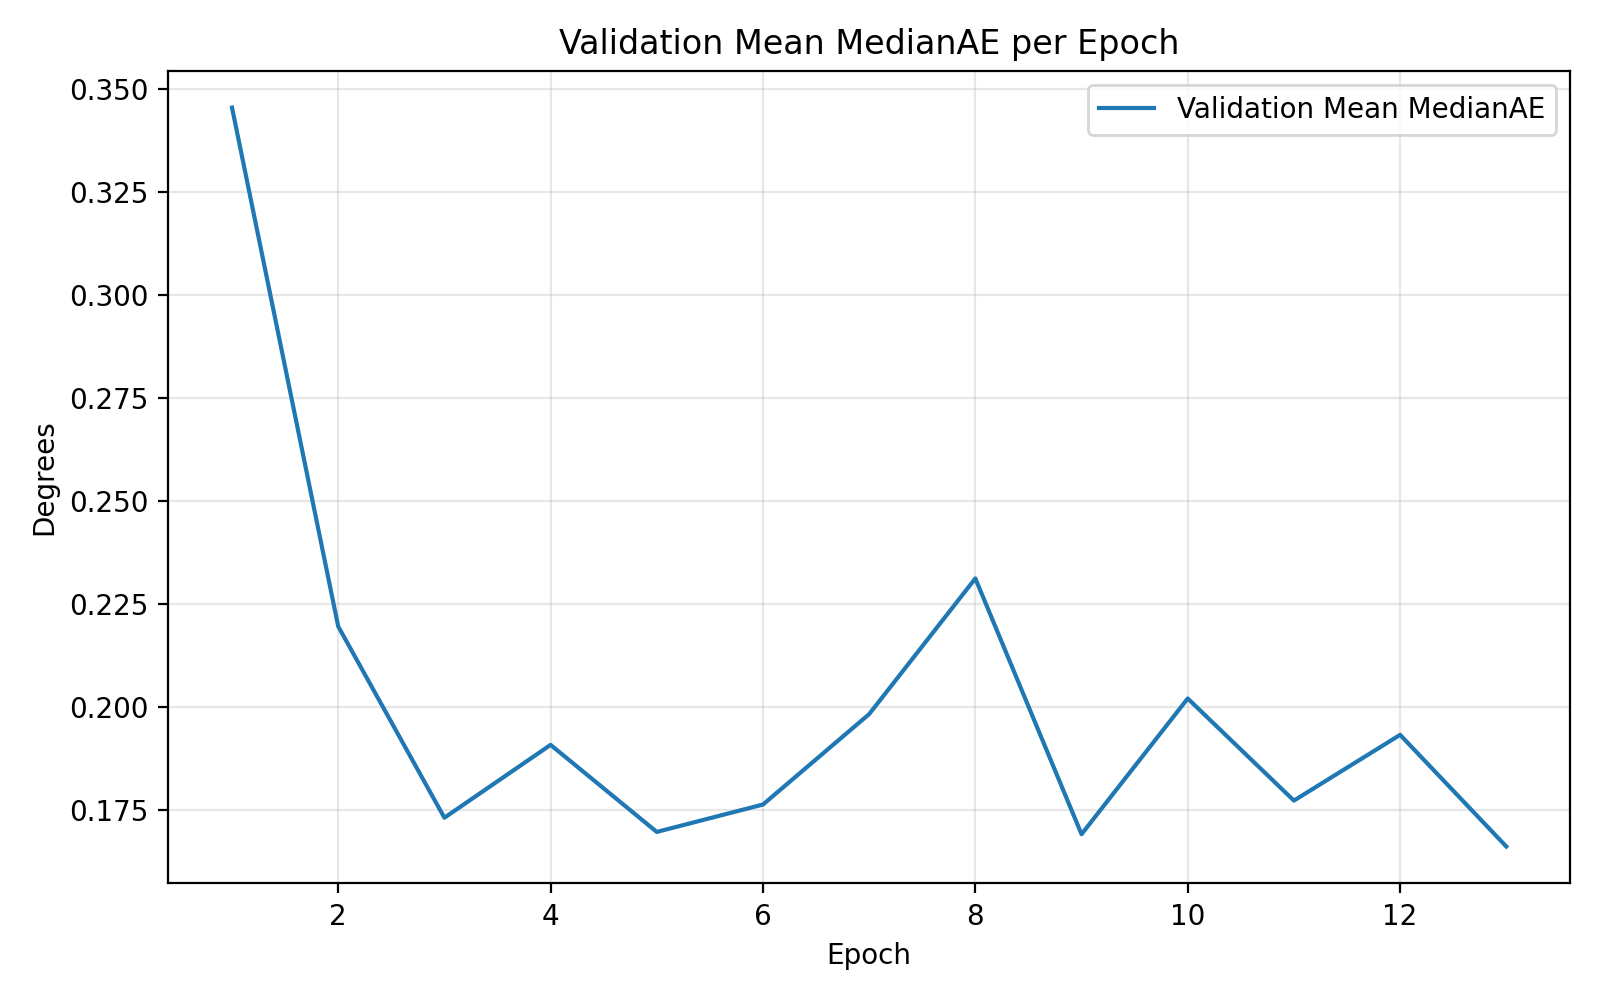 Validation Mean MedianAE per Epoch
Validation Mean MedianAE
0.350
0.325
0.300
0.275
0.250
0.225
0.200
0.175
Degrees
2 4 6 8 10 12
Epoch